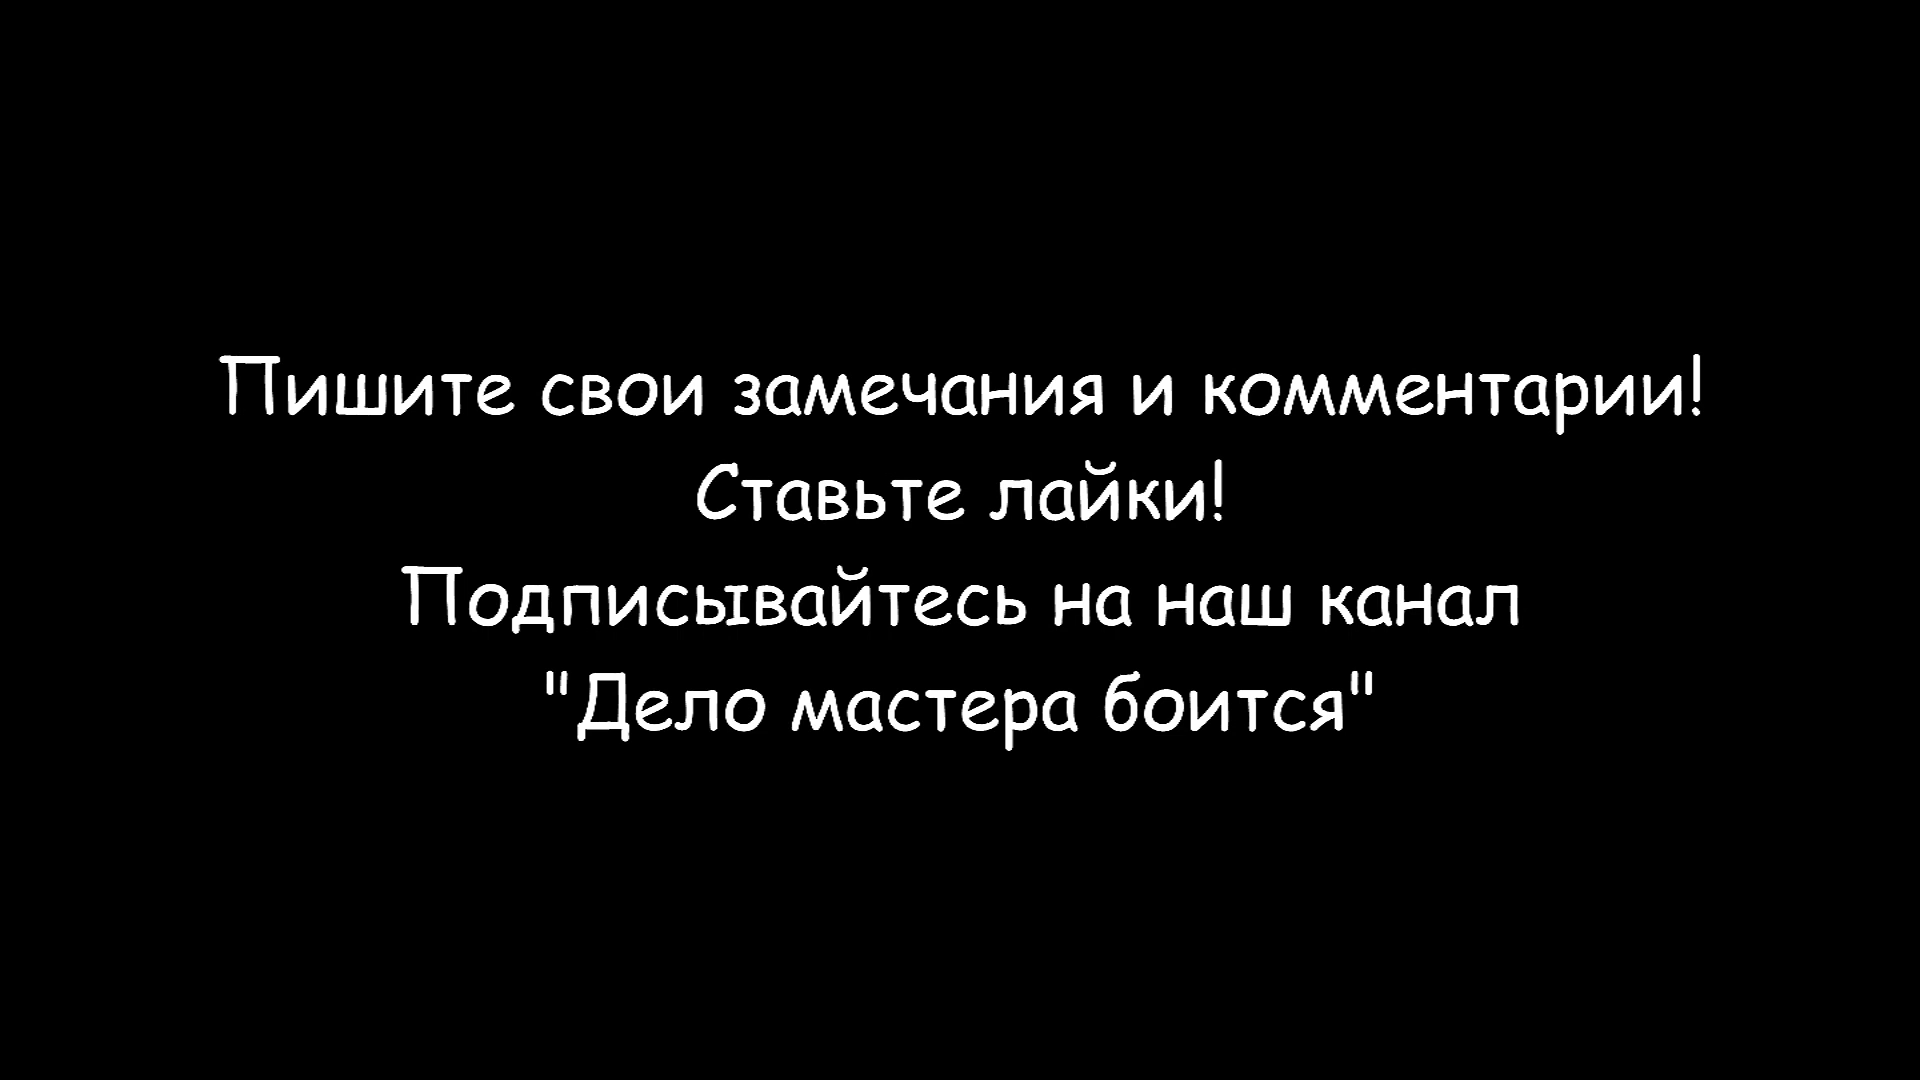 Пишите свои замечания и комментарии!
Ставьте лайки!
Подписывайтесь на наш канал
"Дело мастера боится"